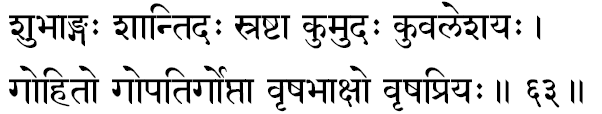 शुभाङ्गः शान्तिदः स्रष्टा कुमुदः कुवलेशयः।
गोहितो गोपतिर्गोप्ता वृषभाक्षो वृषप्रियः॥ ६३॥